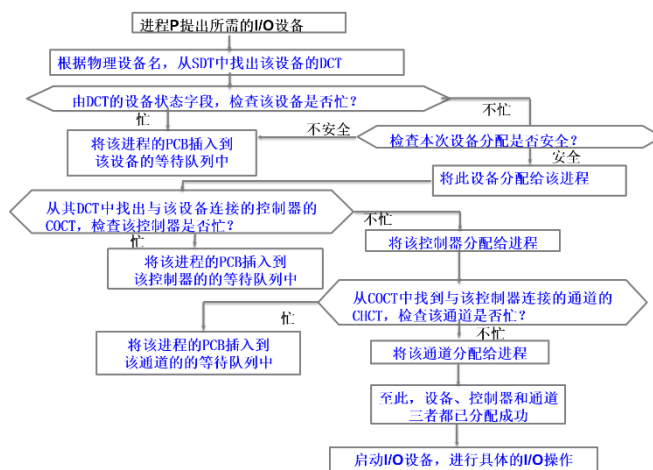 进程P提出所需的I/O设备
根据物理设备名，从SDT中找出该设备的DCT
由DCT的设备状态字段，检查该设备是否忙？
忙
不忙
将该进程的PCB插入到
该设备的等待队列中
不安全
检查本次设备分配是否安全？
安全
将此设备分配给该进程
从其DCT中找出与该设备连接的控制器的
COCT，检查该控制器是否忙？
不忙
忙
将该控制器分配给进程
将该进程的PCB插入到
该控制器的的等待队列中
从COCT中找到与该控制器连接的通道的
CHCT，检查该通道是否忙？
忙
不忙
将该进程的PCB插入到
该通道的的等待队列中
将该通道分配给进程
至此，设备、控制器和通道
三者都已分配成功
启动I/O设备，进行具体的I/O操作